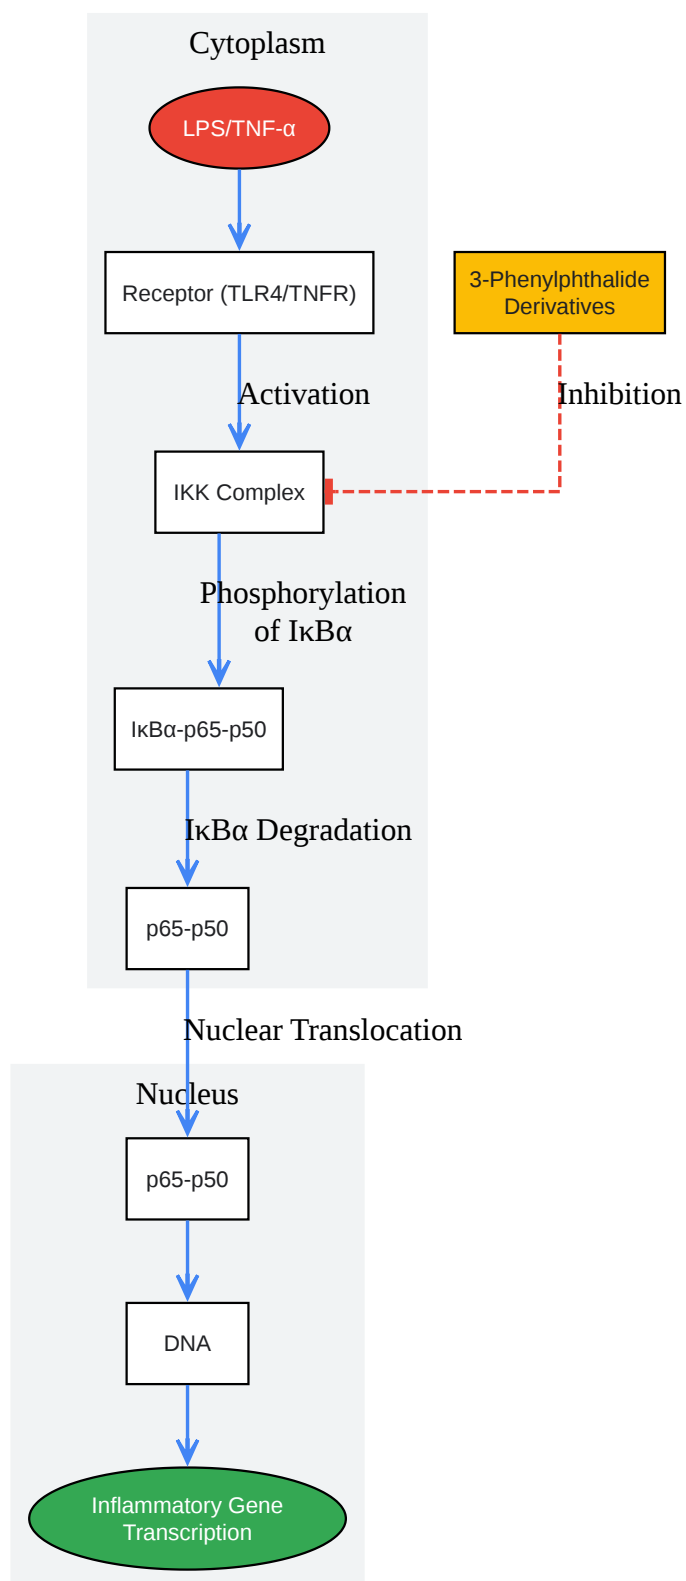 Cytoplasm
LPS/TNF-α
Receptor (TLR4/TNFR)
3-Phenylphthalide
Derivatives
Activation
Inhibition
IKK Complex
Phosphorylation
of IκBα
IκBα-p65-p50
IκBα Degradation
p65-p50
Nuclear Translocation
Nucleus
p65-p50
DNA
Inflammatory Gene
Transcription